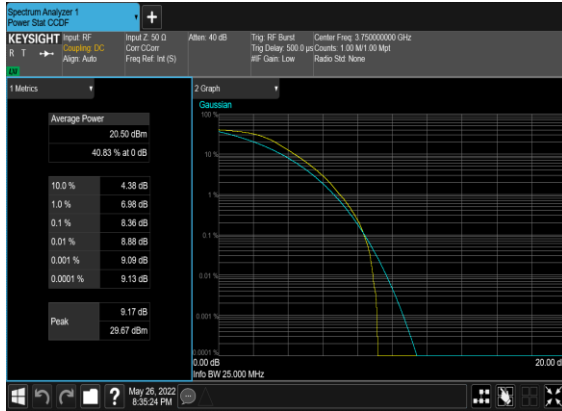 Spectrum Analyzer 1
Power Stat CCDF
KEYSIGHT
R T
LU
Input: RF
Coupling: DC
Align: Auto
Input Z: 50 Ω
Corr CCorr
Freq Ref: Int (S)
Atten: 40 dB
Trig: RF Burst
Trig Delay: 500.0 µs
#IF Gain: Low
Center Freq: 3.750000000 GHz
Counts: 1.00 M/1.00 Mpt
Radio Std: None
1 Metrics
Average Power
20.50 dBm
40.83 % at 0 dB
10.0 % 4.38 dB
1.0 % 6.98 dB
0.1 % 8.36 dB
0.01 % 8.88 dB
0.001 % 9.09 dB
0.0001 % 9.13 dB
Peak
9.17 dB
29.67 dBm
2 Graph
Gaussian
100 %
10 %
1 %
0.1 %
0.01 %
0.001 %
0.0001 %
0.00 dB
20.00 d
Info BW 25.000 MHz
?
May 26, 2022
8:35:24 PM